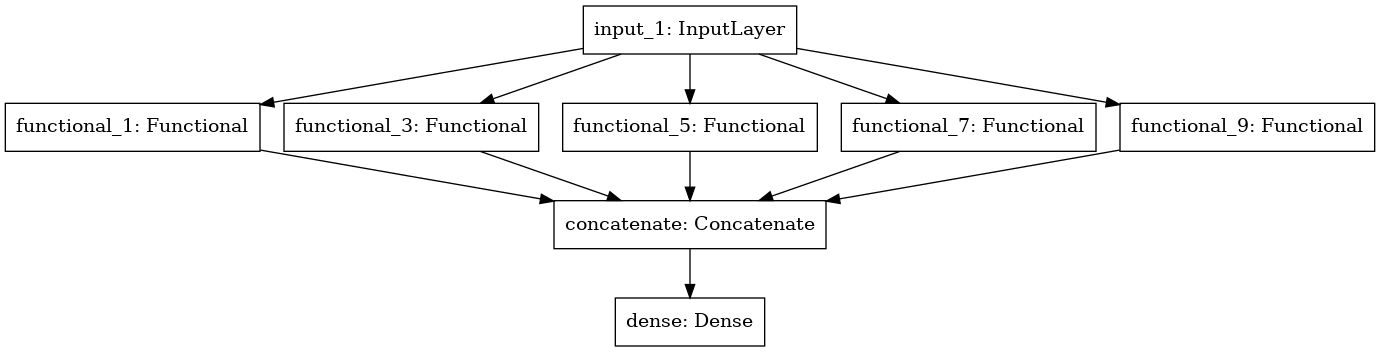 input_1: InputLayer
functional_1: Functional
functional_3: Functional
functional_5: Functional
functional_7: Functional
functional_9: Functional
concatenate: Concatenate
dense: Dense